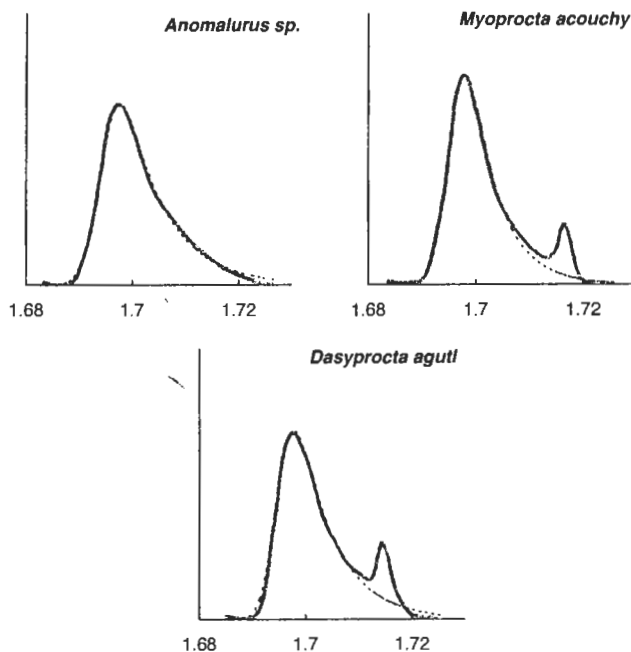 Anomalurus sp.
Myoprocta acouchy
1.68 1.7 1.72
1.68 1.7 1.72
Dasyprocta aguti
1.68 1.7 1.72